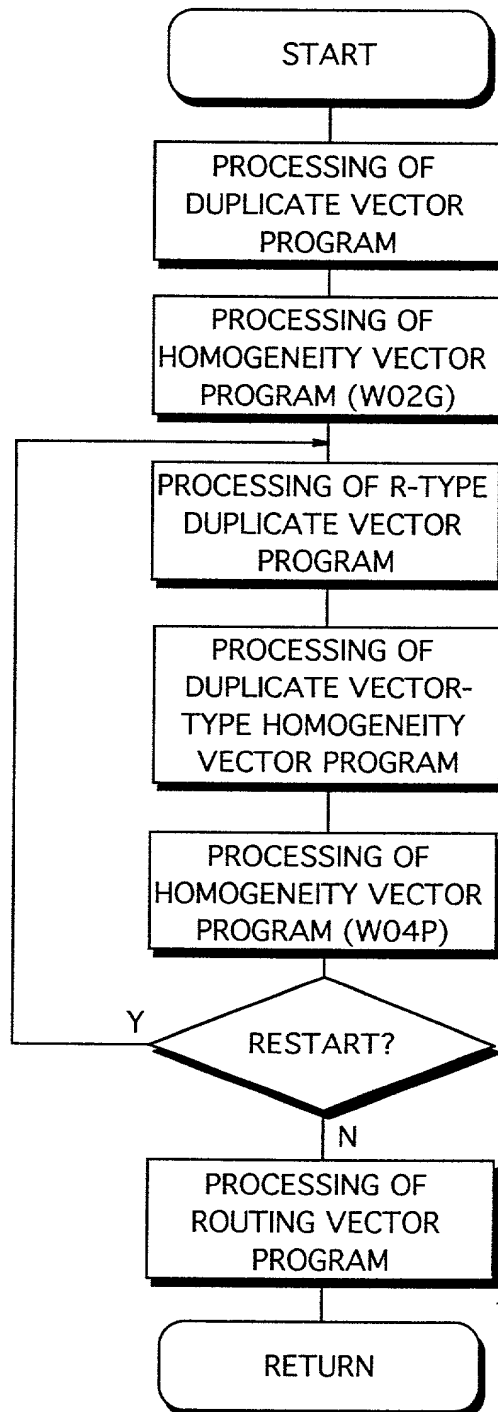 START
PROCESSING OF
DUPLICATE VECTOR
PROGRAM
PROCESSING OF
HOMOGENEITY VECTOR
PROGRAM (W02G)
PROCESSING OF R-TYPE
DUPLICATE VECTOR
PROGRAM
PROCESSING OF
DUPLICATE VECTOR-
TYPE HOMOGENEITY
VECTOR PROGRAM
PROCESSING OF
HOMOGENEITY VECTOR
PROGRAM (W04P)
Y
RESTART?
N
PROCESSING OF
ROUTING VECTOR
PROGRAM
RETURN